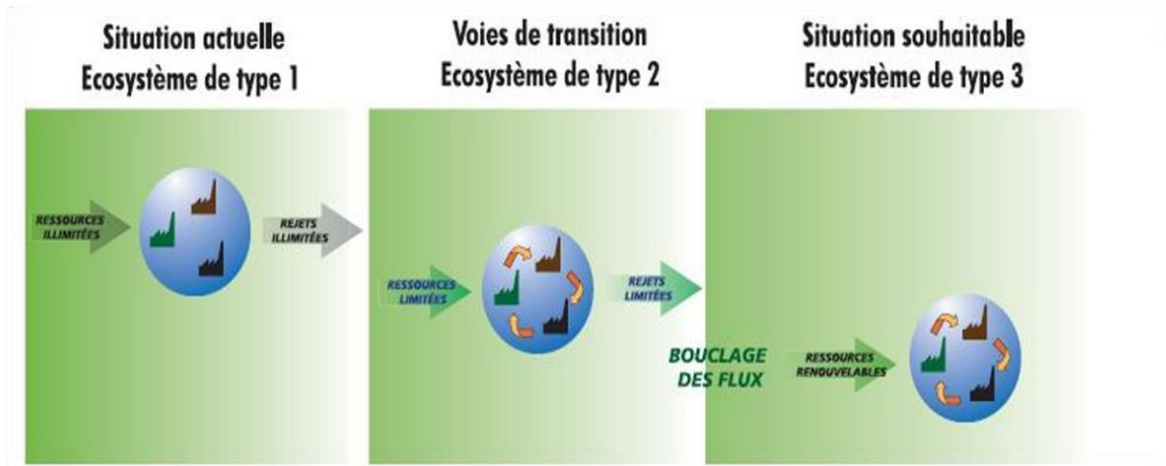 Situation actuelle
Ecosystème de type 1
Voies de transition
Ecosystème de type 2
Situation souhaitable
Ecosystème de type 3
RESSOURCES
ILLIMITÉES
REJETS
ILLIMITÉES
RESSOURCES
LIMITÉES
REJETS
LIMITÉES
BOUCLAGE
DES FLUX
RESSOURCES
RENOUVELABLES